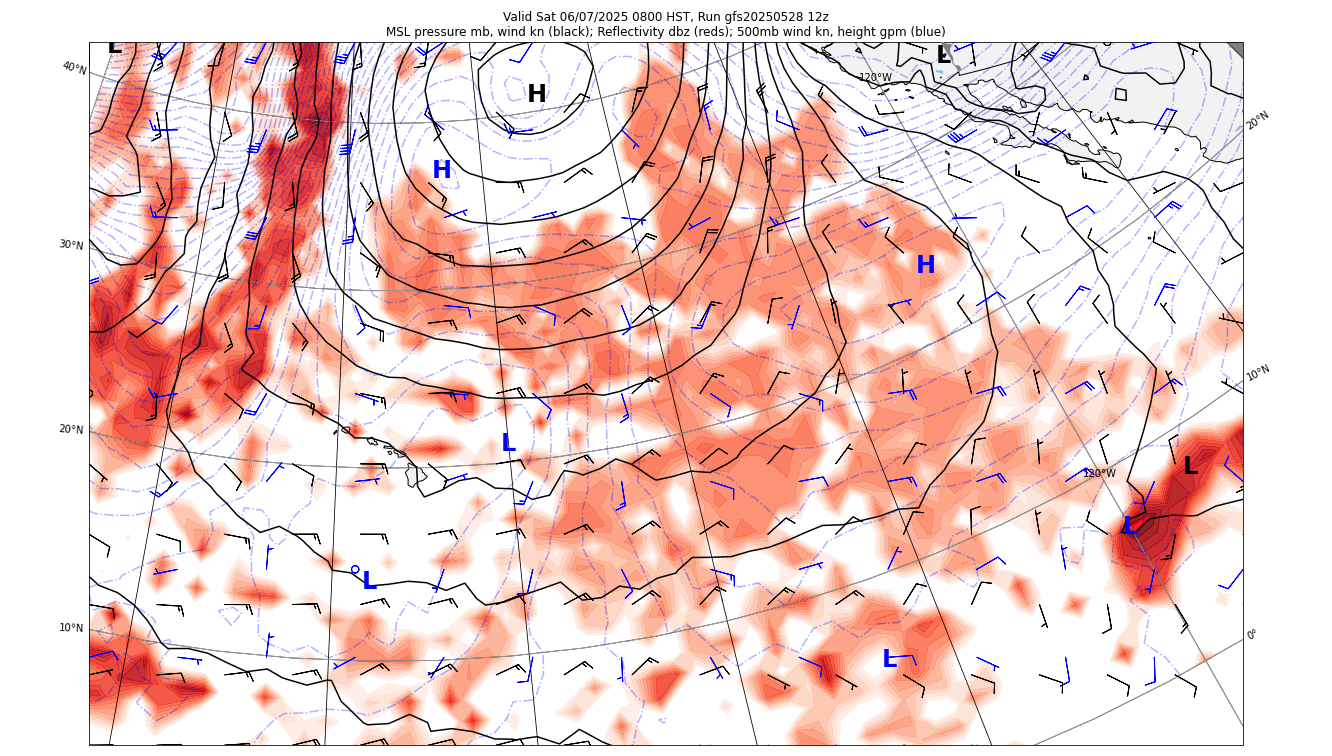 Valid Sat 06/07/2025 0800 HST, Run gfs20250528 12z
MSL pressure mb, wind kn (black); Reflectivity dbz (reds); 500mb wind kn, height gpm (blue)
L
L
40°N
120°W
H
20°N
H
30°N
H
10°N
20°N
L
L
120°W
L
L
10°N
0°
L